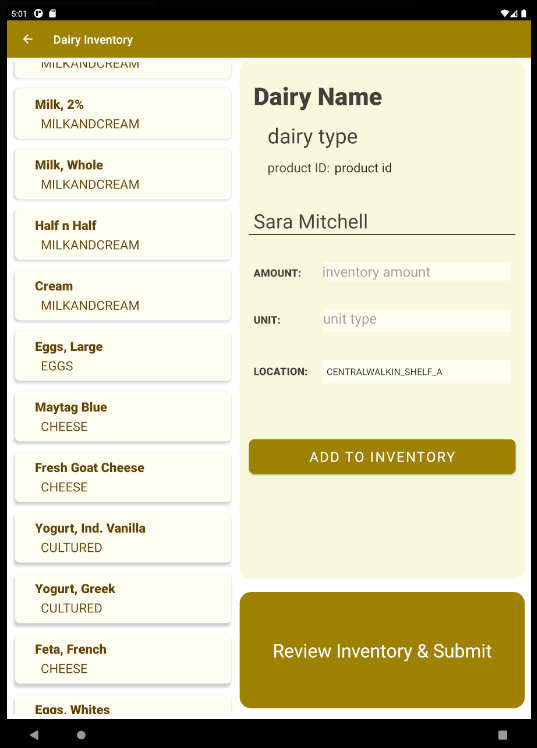 5:01
Dairy Inventory
MILKANDCREAM
Milk, 2%
MILKANDCREAM
Milk, Whole
MILKANDCREAM
Half n Half
MILKANDCREAM
Cream
MILKANDCREAM
Eggs, Large
EGGS
Maytag Blue
CHEESE
Fresh Goat Cheese
CHEESE
Yogurt, Ind. Vanilla
CULTURED
Yogurt, Greek
CULTURED
Feta, French
CHEESE
Eggs, Whites
Dairy Name
dairy type
product ID: product id
Sara Mitchell
AMOUNT: inventory amount
UNIT: unit type
LOCATION: CENTRALWALKIN_SHELF_A
ADD TO INVENTORY
Review Inventory & Submit